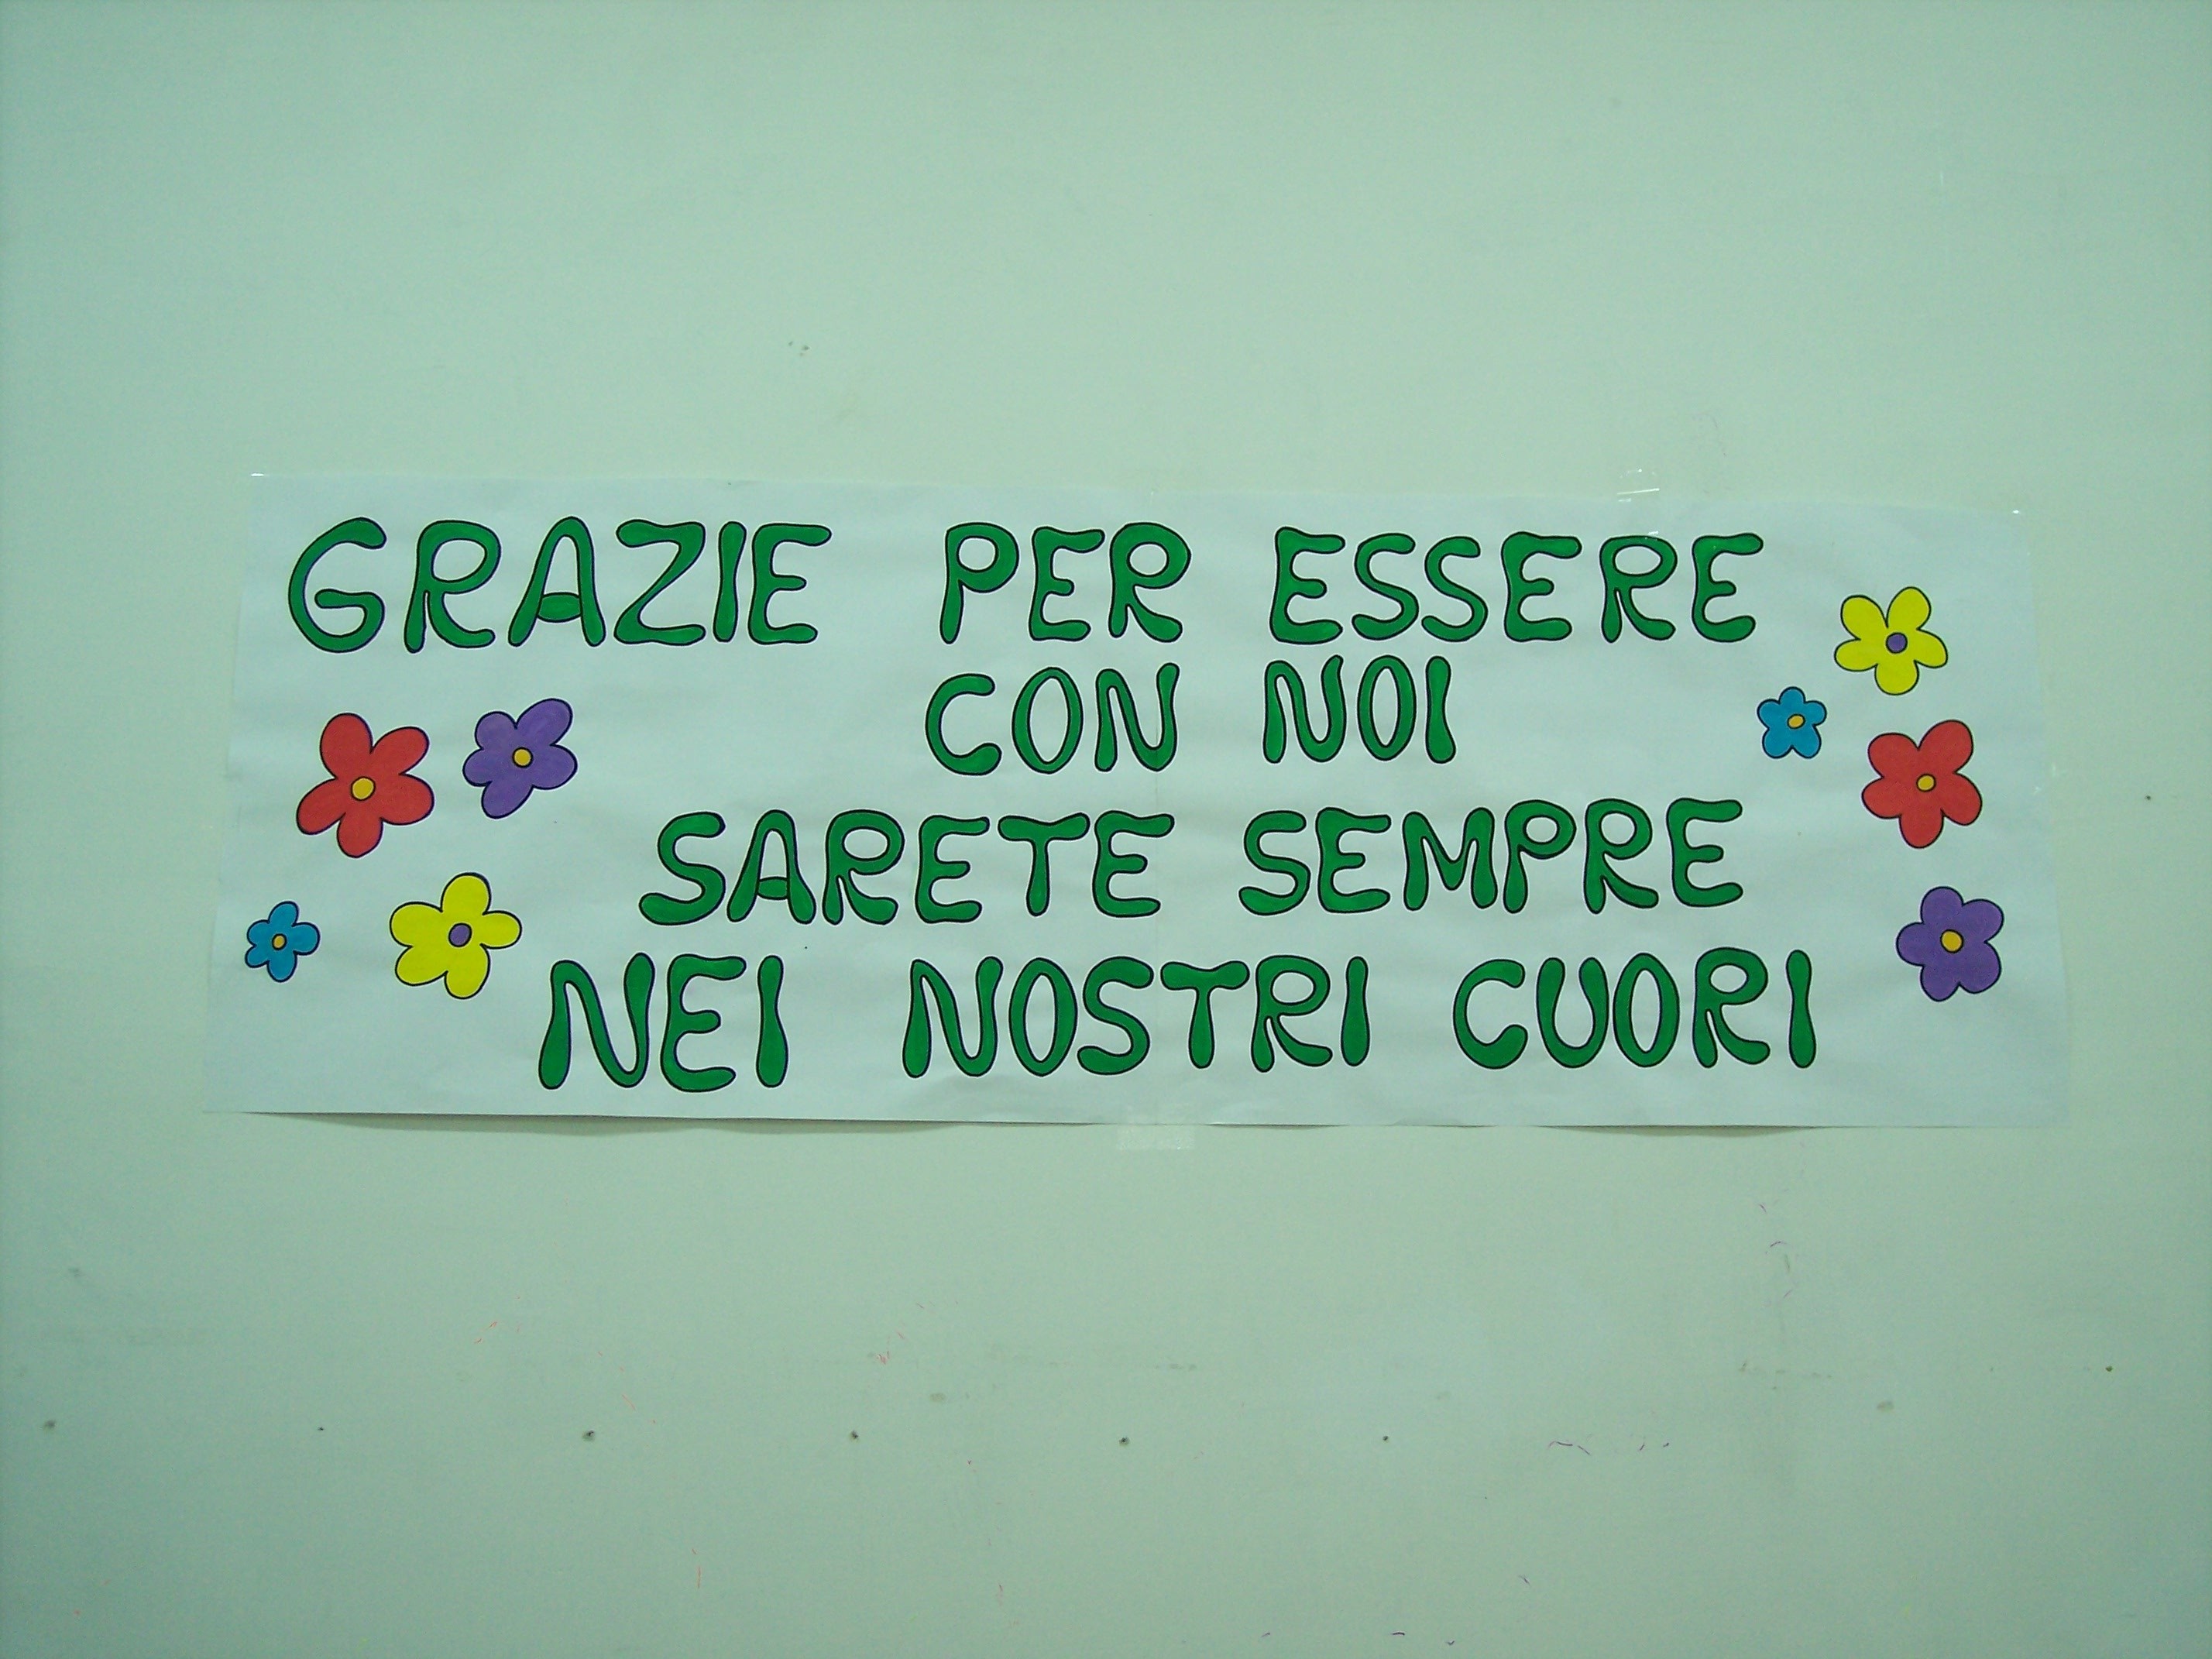 GRAZIE PER ESSERE
CON NOI
SARETE SEMPRE
NEI NOSTRI CUORI